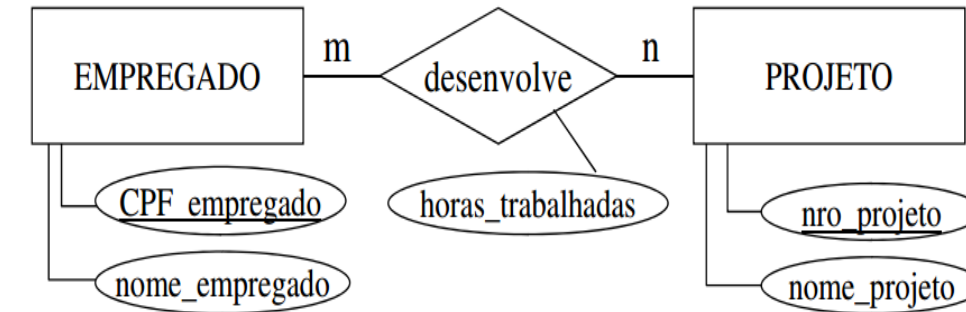 EMPREGADO
m
desenvolve
n
PROJETO
CPF_empregado
horas_trabalhadas
nro_projeto
nome_empregado
nome_projeto